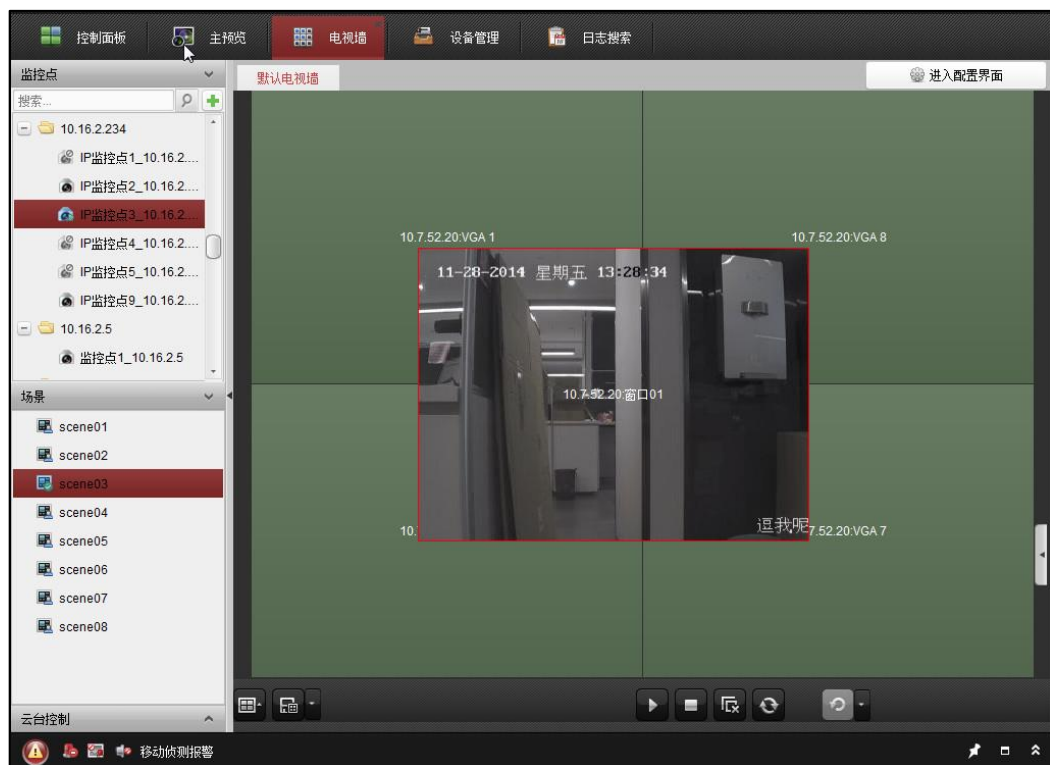 控制面板 主预览 电视墙 设备管理 日志搜索
监控点
搜索...
10.16.2.234
IP监控点1_10.16.2....
IP监控点2_10.16.2....
IP监控点3_10.16.2...
IP监控点4_10.16.2....
IP监控点5_10.16.2....
IP监控点9_10.16.2....
10.16.2.5
监控点1_10.16.2.5
场景
scene01
scene02
scene03
scene04
scene05
scene06
scene07
scene08
云台控制
默认电视墙
进入配置界面
10.7.52.20:VGA 1
10.7.52.20:VGA 8
11-28-2014 星期五 13:28:34
10.7.52.20:窗口01
逗我呢
10.
7.52.20:VGA 7
移动侦测报警